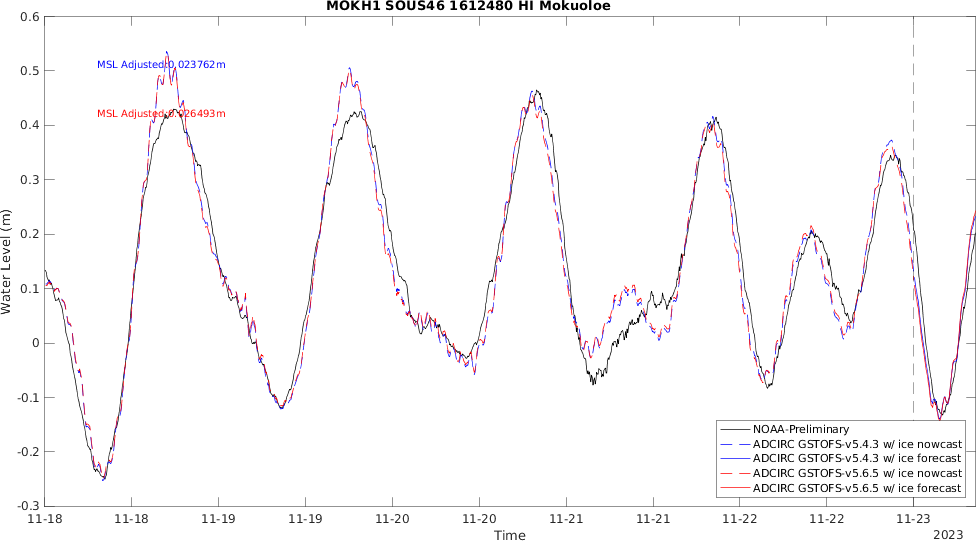 MOKH1 SOUS46 1612480 HI Mokuoloe
0.6
0.5
0.4
0.3
0.2
0.1
0
-0.1
-0.2
-0.3
Water Level (m)
MSL Adjusted:0.023762m
MSL Adjusted:0.026493m
NOAA-Preliminary
ADCIRC GSTOFS-v5.4.3 w/ ice nowcast
ADCIRC GSTOFS-v5.4.3 w/ ice forecast
ADCIRC GSTOFS-v5.6.5 w/ ice nowcast
ADCIRC GSTOFS-v5.6.5 w/ ice forecast
11-18 11-18 11-19 11-19 11-20 11-20 11-21 11-21 11-22 11-22 11-23
Time
2023